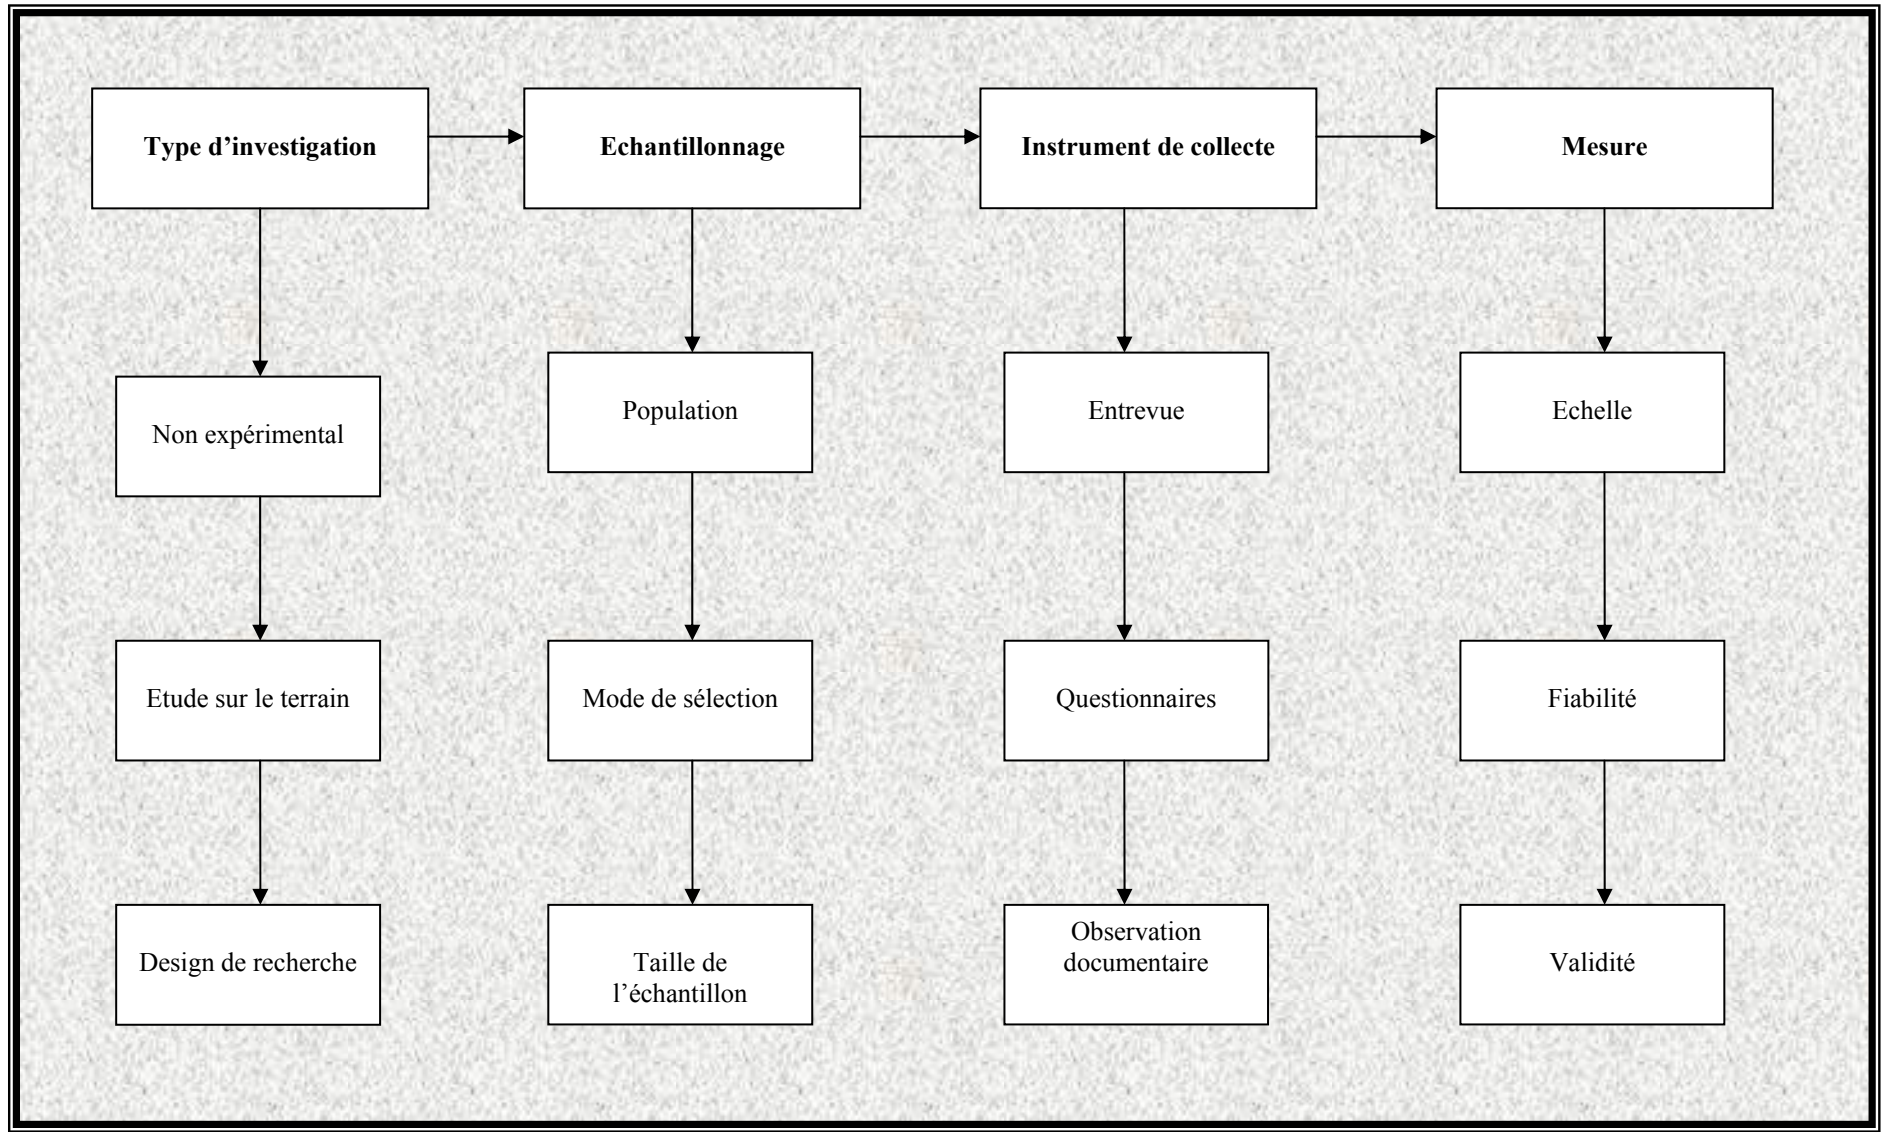 Type d’investigation
Echantillonnage
Instrument de collecte
Mesure
Non expérimental
Population
Entrevue
Echelle
Etude sur le terrain
Mode de sélection
Questionnaires
Fiabilité
Design de recherche
Taille de
l’échantillon
Observation
documentaire
Validité